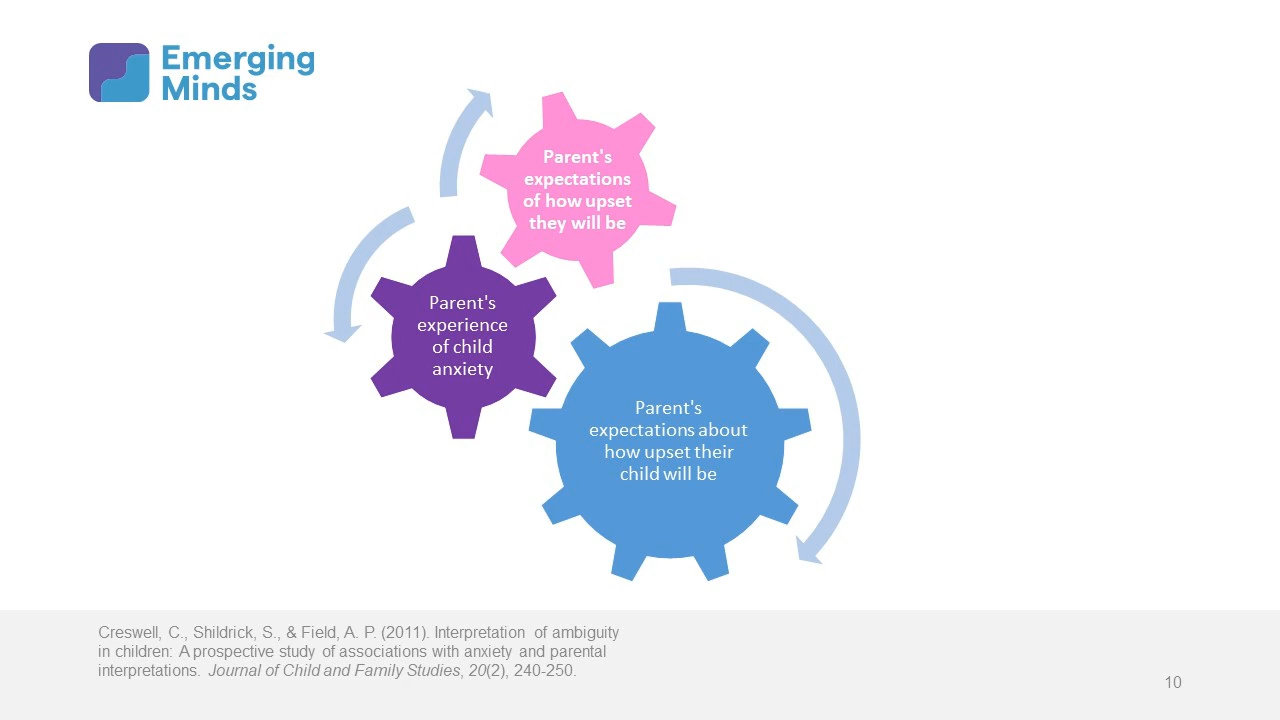 Emerging
Minds
Parent's
expectations
of how upset
they will be
Parent's
experience
of child
anxiety
Parent's
expectations about
how upset their
child will be
Creswell, C., Shildrick, S., & Field, A. P. (2011). Interpretation of ambiguity
in children: A prospective study of associations with anxiety and parental
interpretations. Journal of Child and Family Studies, 20(2), 240-250.
10